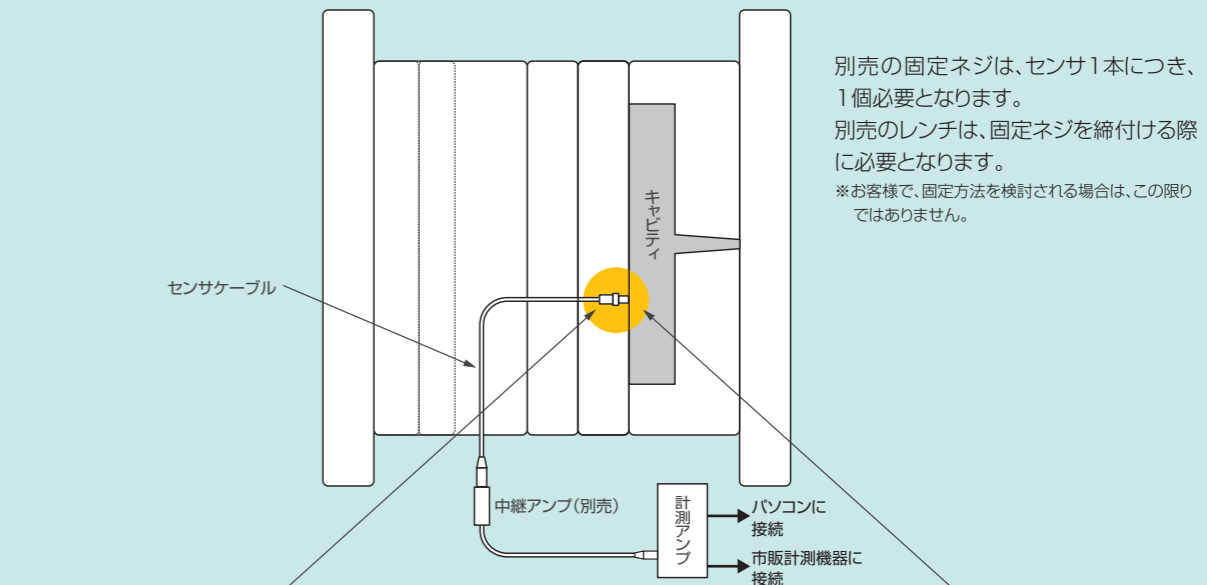 別売の固定ネジは、センサ1本につき、
1個必要となります。
別売のレンチは、固定ネジを締付ける際
に必要となります。
※お客様で、固定方法を検討される場合は、この限り
ではありません。
キャビティ
センサケーブル
中継アンプ(別売)
計測アンプ
パソコンに
接続
市販計測機器に
接続